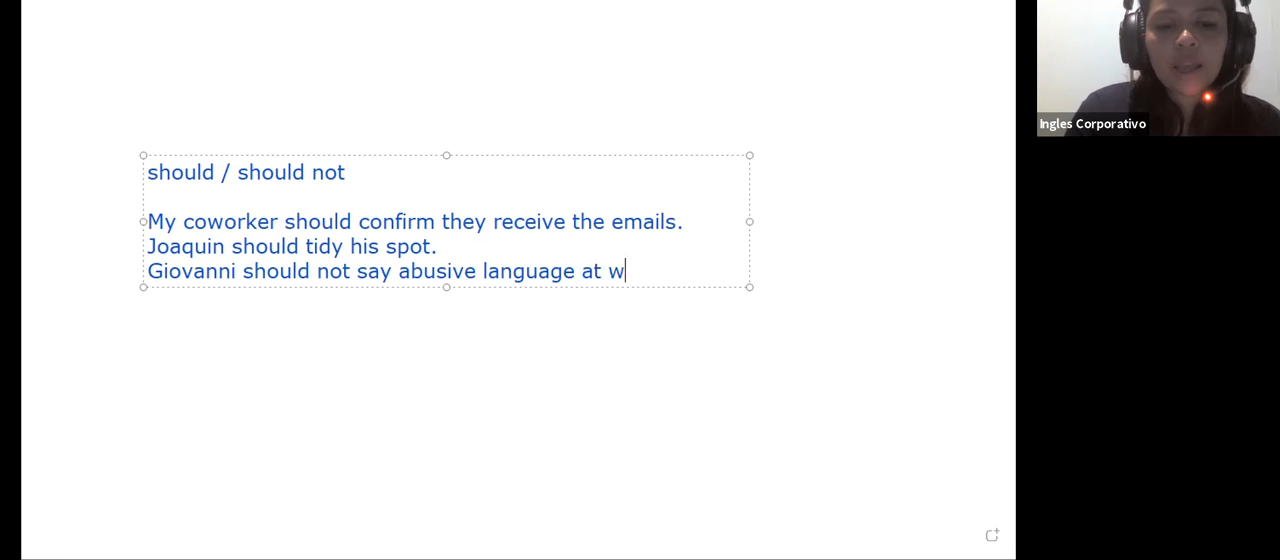 should / should not
My coworker should confirm they receive the emails.
Joaquin should tidy his spot.
Giovanni should not say abusive language at w
Ingles Corporativo